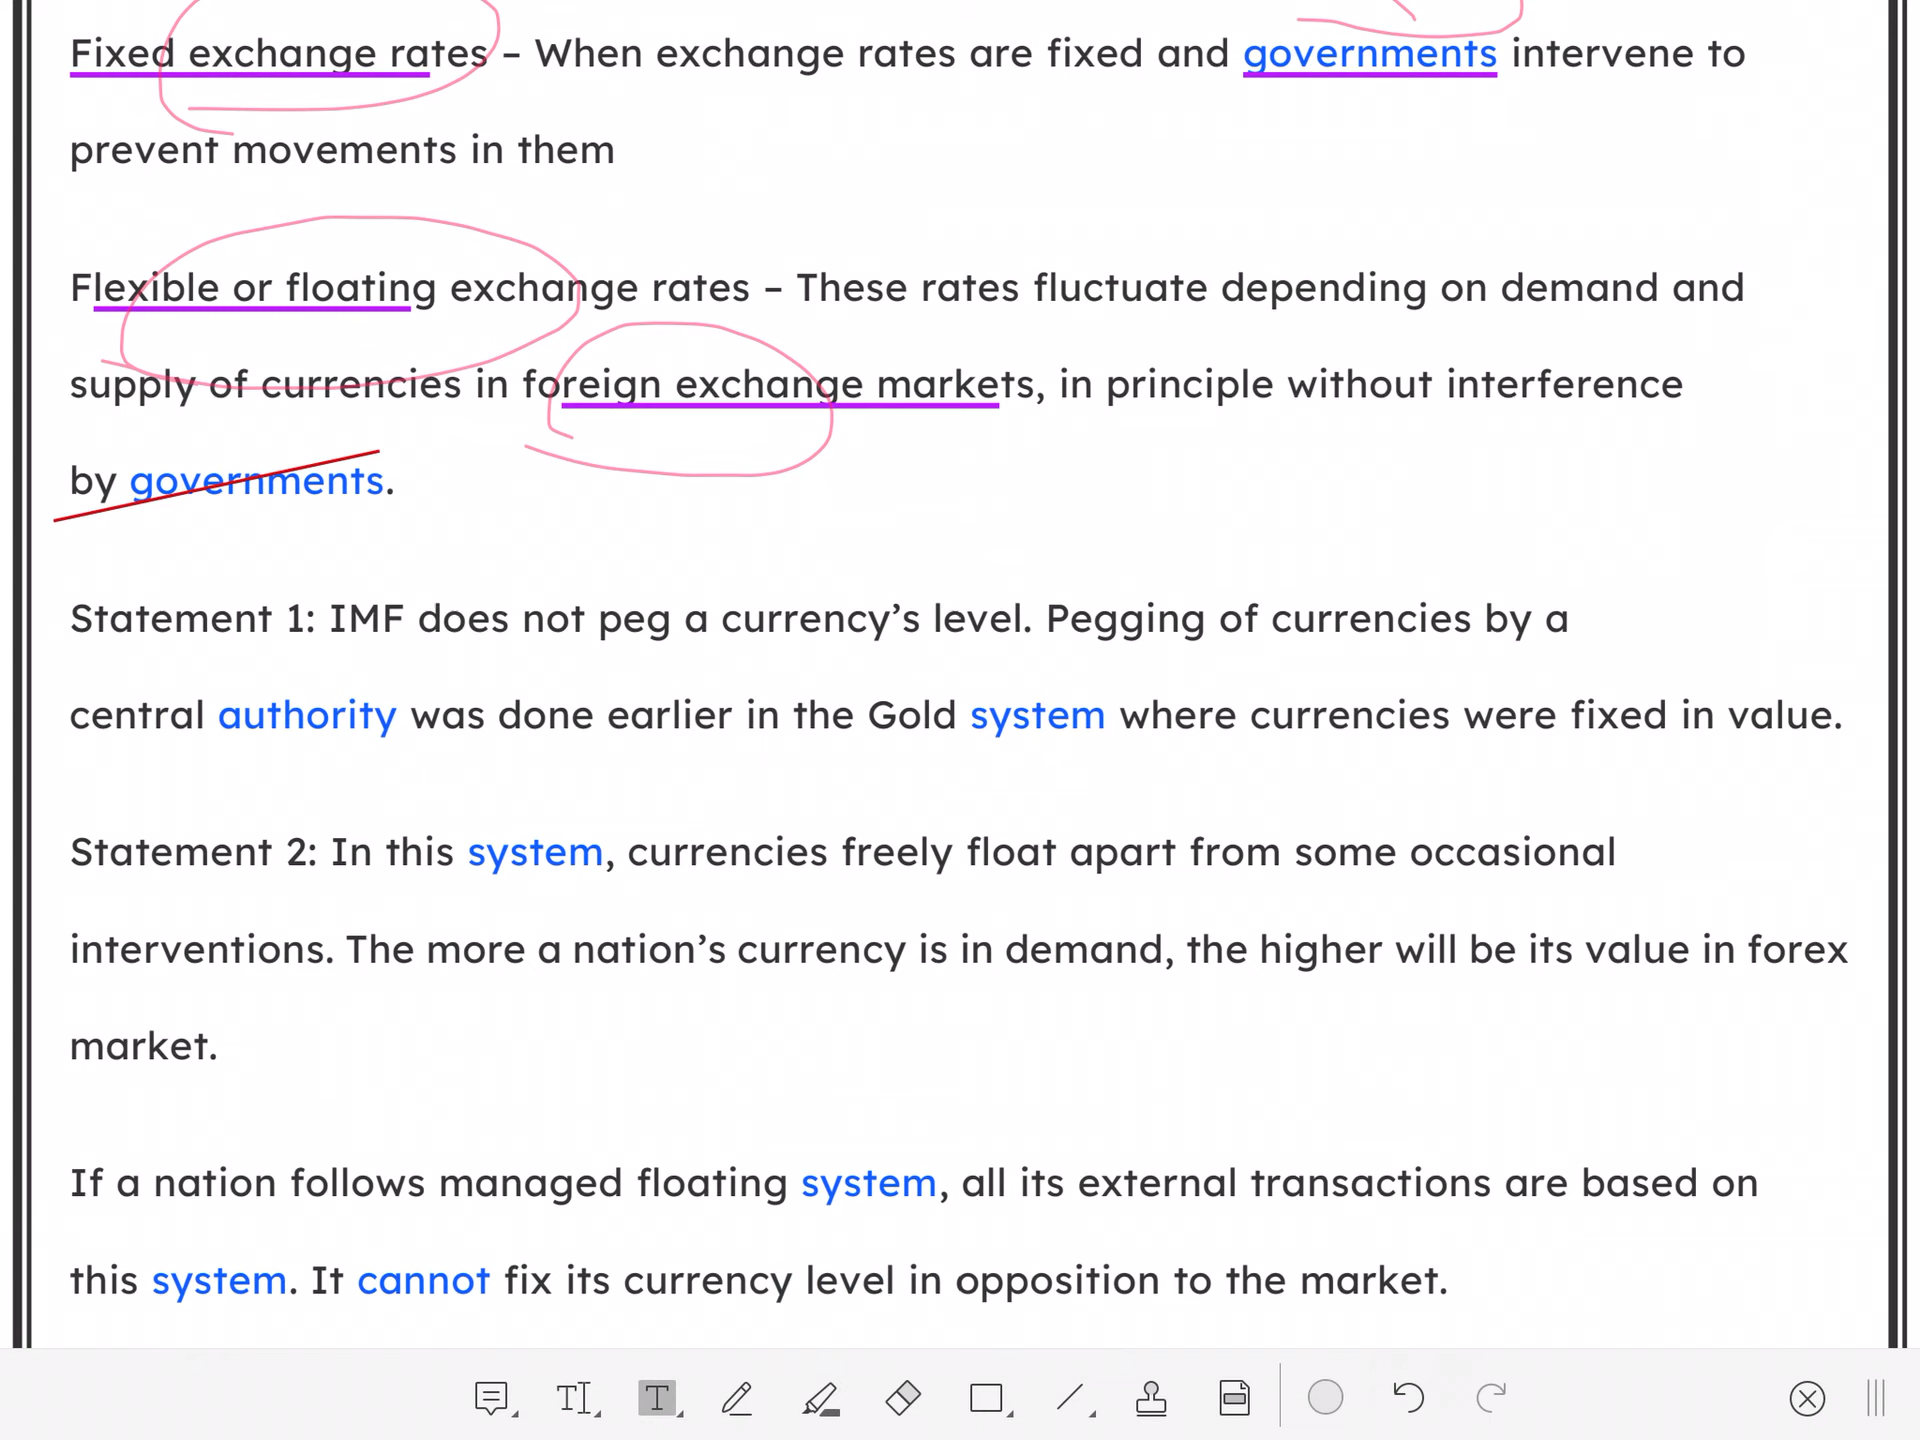 Fixed exchange rates – When exchange rates are fixed and governments intervene to
prevent movements in them
Flexible or floating exchange rates – These rates fluctuate depending on demand and
supply of currencies in foreign exchange markets, in principle without interference
by governments.
Statement 1: IMF does not peg a currency’s level. Pegging of currencies by a
central authority was done earlier in the Gold system where currencies were fixed in value.
Statement 2: In this system, currencies freely float apart from some occasional
interventions. The more a nation’s currency is in demand, the higher will be its value in forex
market.
If a nation follows managed floating system, all its external transactions are based on
this system. It cannot fix its currency level in opposition to the market.